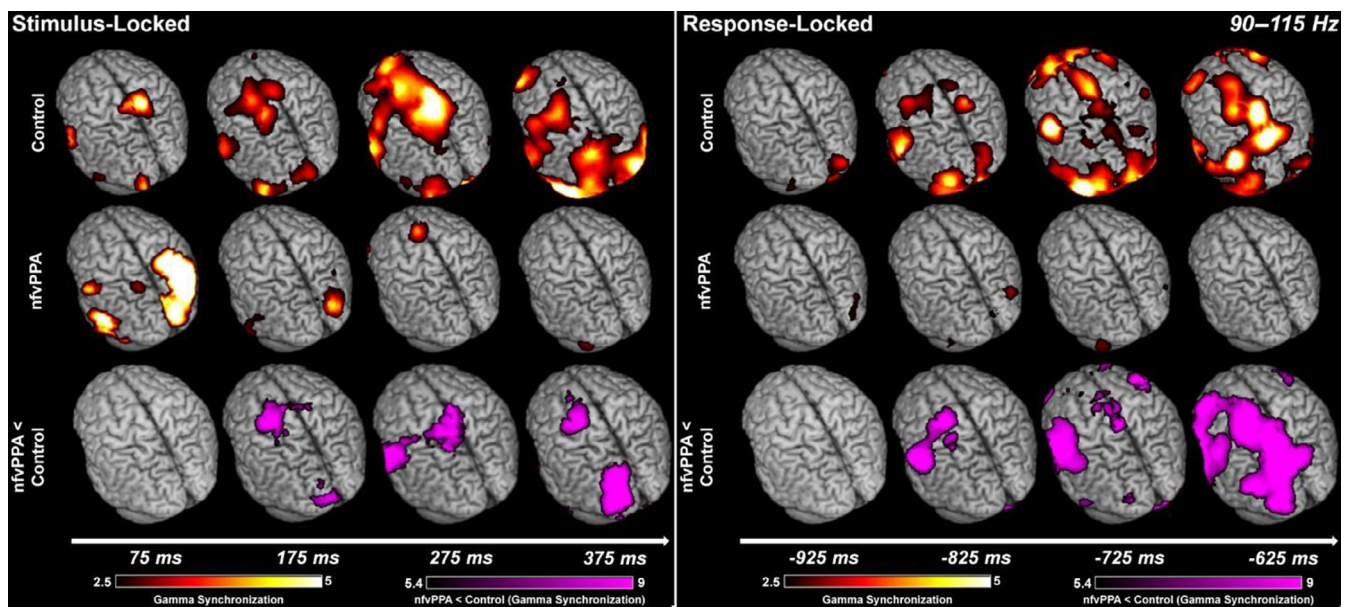 Stimulus-Locked
Response-Locked
90–115 Hz
Control
nfvPPA
nfvPPA <
Control
75 ms
175 ms
275 ms
375 ms
2.5
5
Gamma Synchronization
5.4
9
nfvPPA < Control (Gamma Synchronization)
Control
nfvPPA
nfvPPA <
Control
-925 ms
-825 ms
-725 ms
-625 ms
2.5
5
Gamma Synchronization
5.4
9
nfvPPA < Control (Gamma Synchronization)